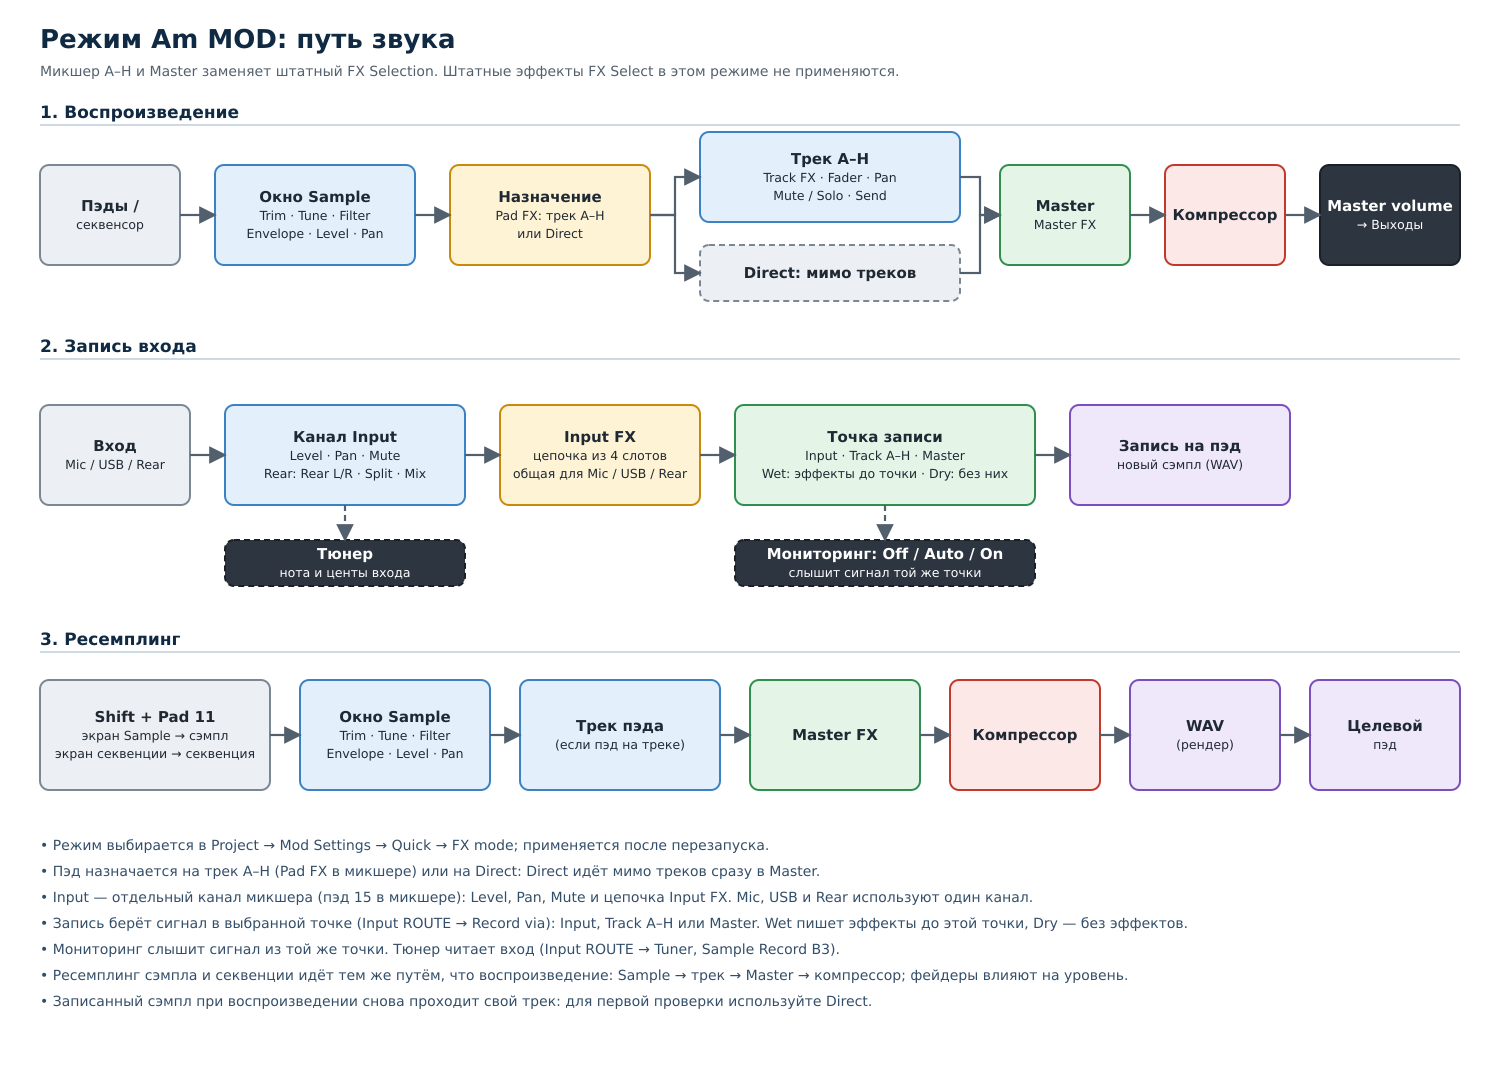 Режим Am MOD: путь звука
Микшер A–H и Master заменяет штатный FX Selection. Штатные эффекты FX Select в этом режиме не применяются.
1. Воспроизведение
Пэды /
секвенсор
Окно Sample
Trim · Tune · Filter
Envelope · Level · Pan
Назначение
Pad FX: трек A–H
или Direct
Трек A–H
Track FX · Fader · Pan
Mute / Solo · Send
Direct: мимо треков
Master
Master FX
Компрессор
Master volume
→ Выходы
2. Запись входа
Вход
Mic / USB / Rear
Канал Input
Level · Pan · Mute
Rear: Rear L/R · Split · Mix
Input FX
цепочка из 4 слотов
общая для Mic / USB / Rear
Точка записи
Input · Track A–H · Master
Wet: эффекты до точки · Dry: без них
Запись на пэд
новый сэмпл (WAV)
Тюнер
нота и центы входа
Мониторинг: Off / Auto / On
слышит сигнал той же точки
3. Ресемплинг
Shift + Pad 11
экран Sample → сэмпл
экран секвенции → секвенция
Окно Sample
Trim · Tune · Filter
Envelope · Level · Pan
Трек пэда
(если пэд на треке)
Master FX
Компрессор
WAV
(рендер)
Целевой
пэд
• Режим выбирается в Project → Mod Settings → Quick → FX mode; применяется после перезапуска.
• Пэд назначается на трек A–H (Pad FX в микшере) или на Direct: Direct идёт мимо треков сразу в Master.
• Input — отдельный канал микшера (пэд 15 в микшере): Level, Pan, Mute и цепочка Input FX. Mic, USB и Rear используют один канал.
• Запись берёт сигнал в выбранной точке (Input ROUTE → Record via): Input, Track A–H или Master. Wet пишет эффекты до этой точки, Dry — без эффектов.
• Мониторинг слышит сигнал из той же точки. Тюнер читает вход (Input ROUTE → Tuner, Sample Record B3).
• Ресемплинг сэмпла и секвенции идёт тем же путём, что воспроизведение: Sample → трек → Master → компрессор; фейдеры влияют на уровень.
• Записанный сэмпл при воспроизведении снова проходит свой трек: для первой проверки используйте Direct.